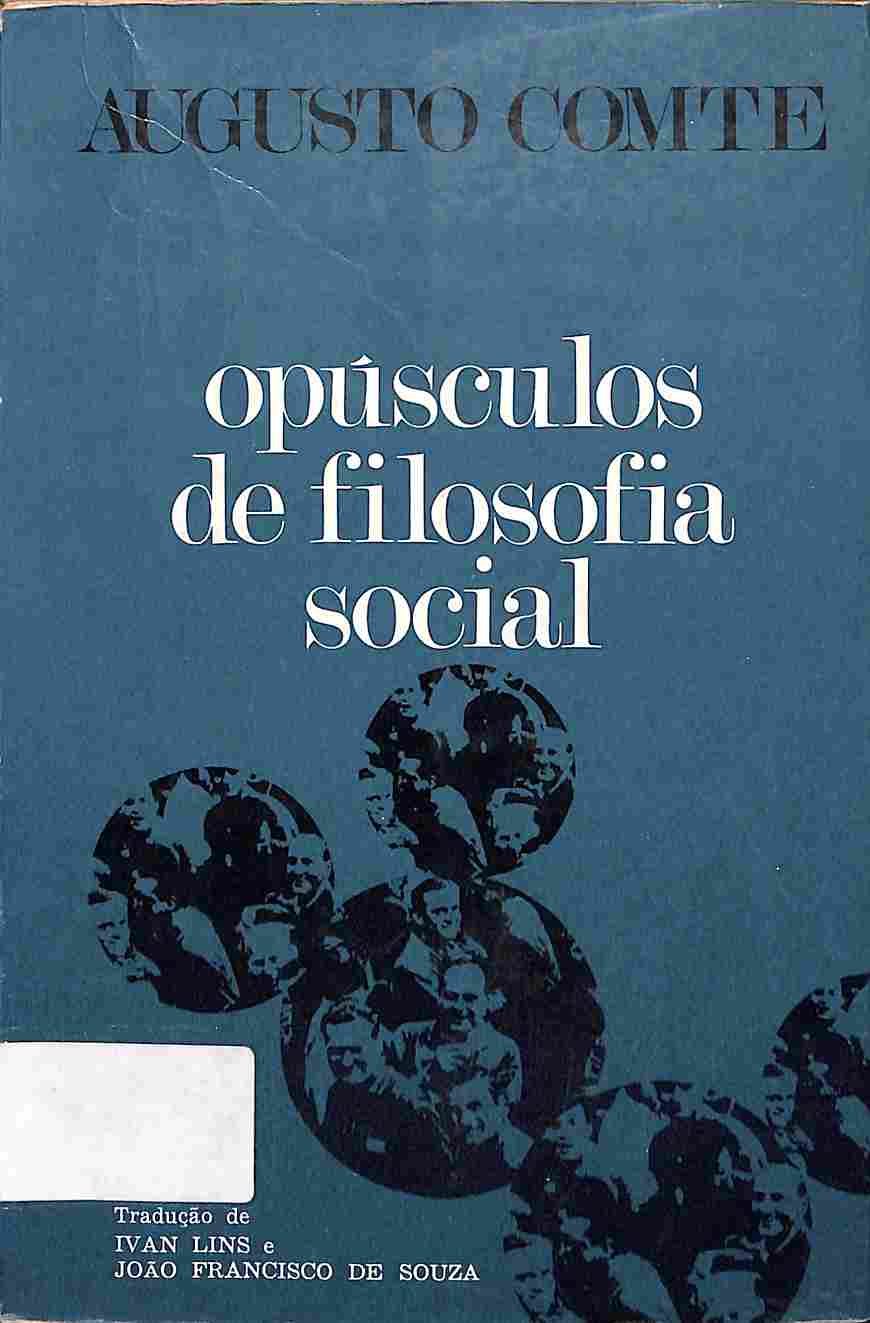 AUGUSTO COMTE
opúsculos
de filosofia
social
Tradução de
IVAN LINS e
JOÃO FRANCISCO DE SOUZA